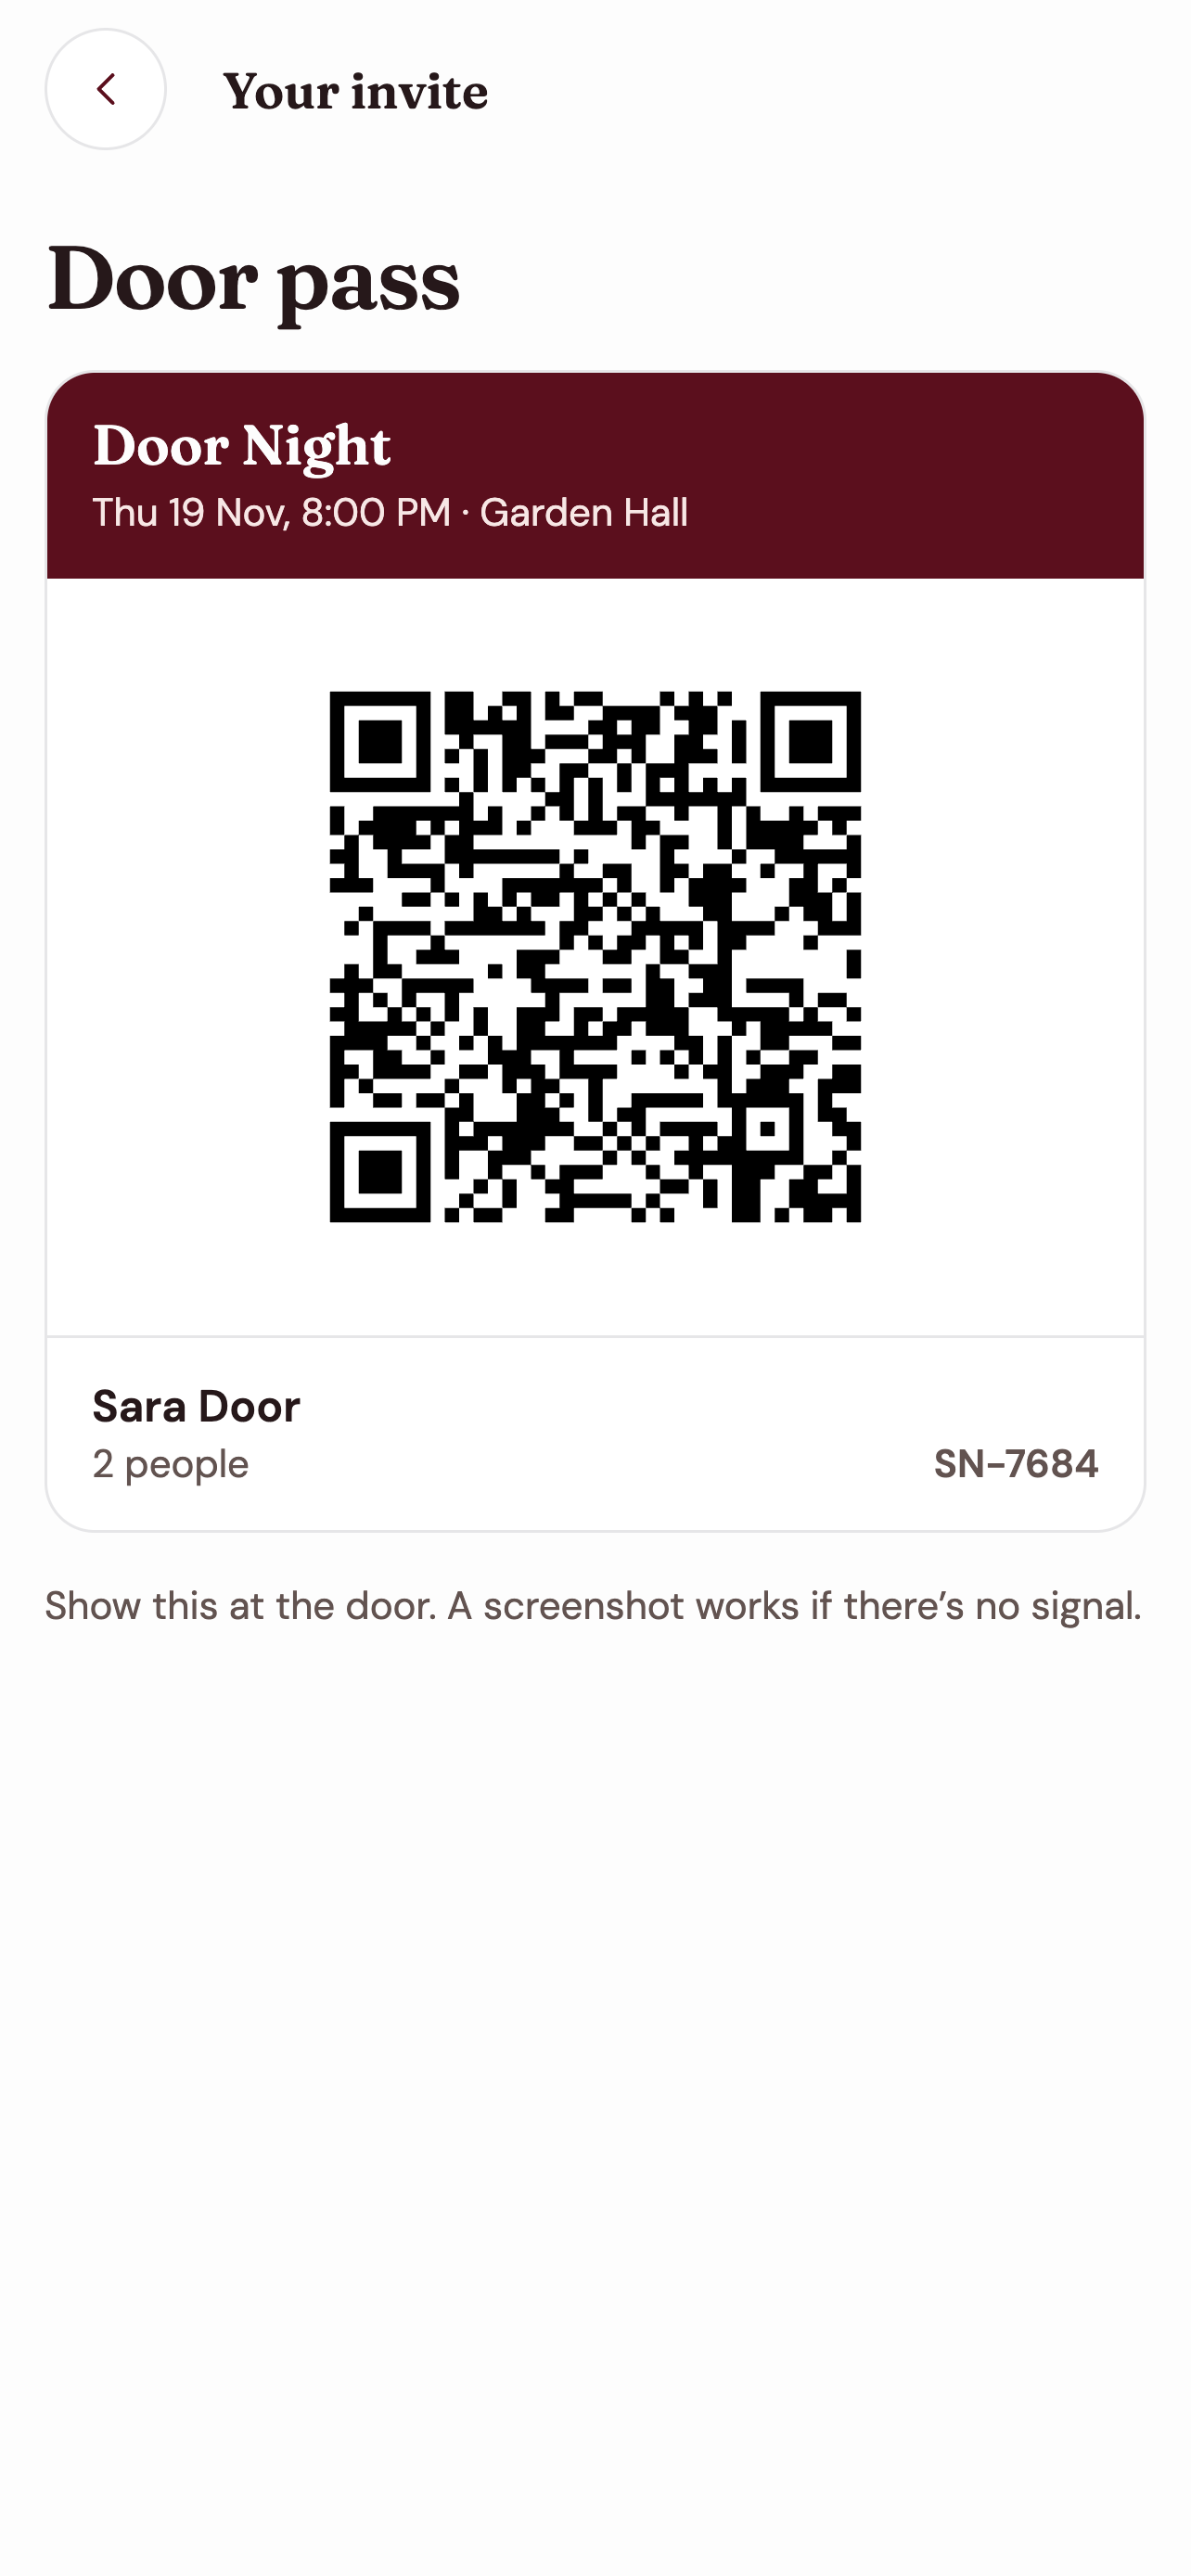 Your invite
Door pass
Door Night
Thu 19 Nov, 8:00 PM · Garden Hall
Sara Door
2 people
SN-7684
Show this at the door. A screenshot works if there’s no signal.